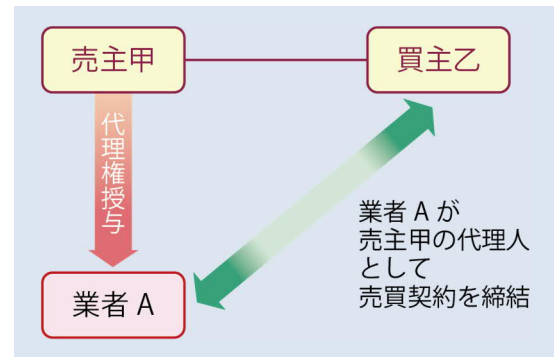 売主甲
買主乙
代理権授与
業者 A が
売主甲の代理人
として
売買契約を締結
業者 A